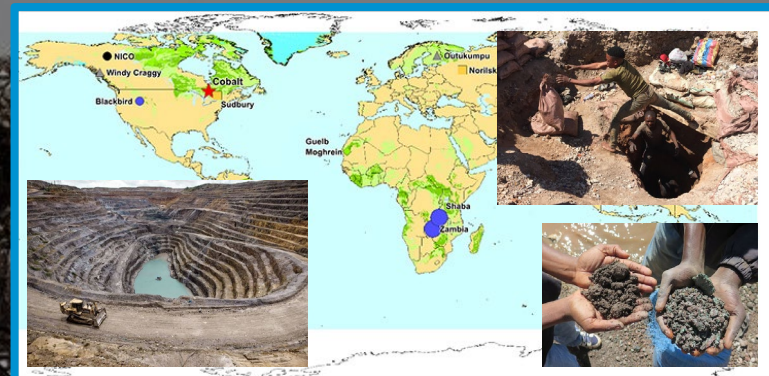 NICO
Outukumpu
Windy Craggy
Cobalt
Norilsk
Blackbird
Sudbury
Guelb
Moghrein
Shaba
Zambia